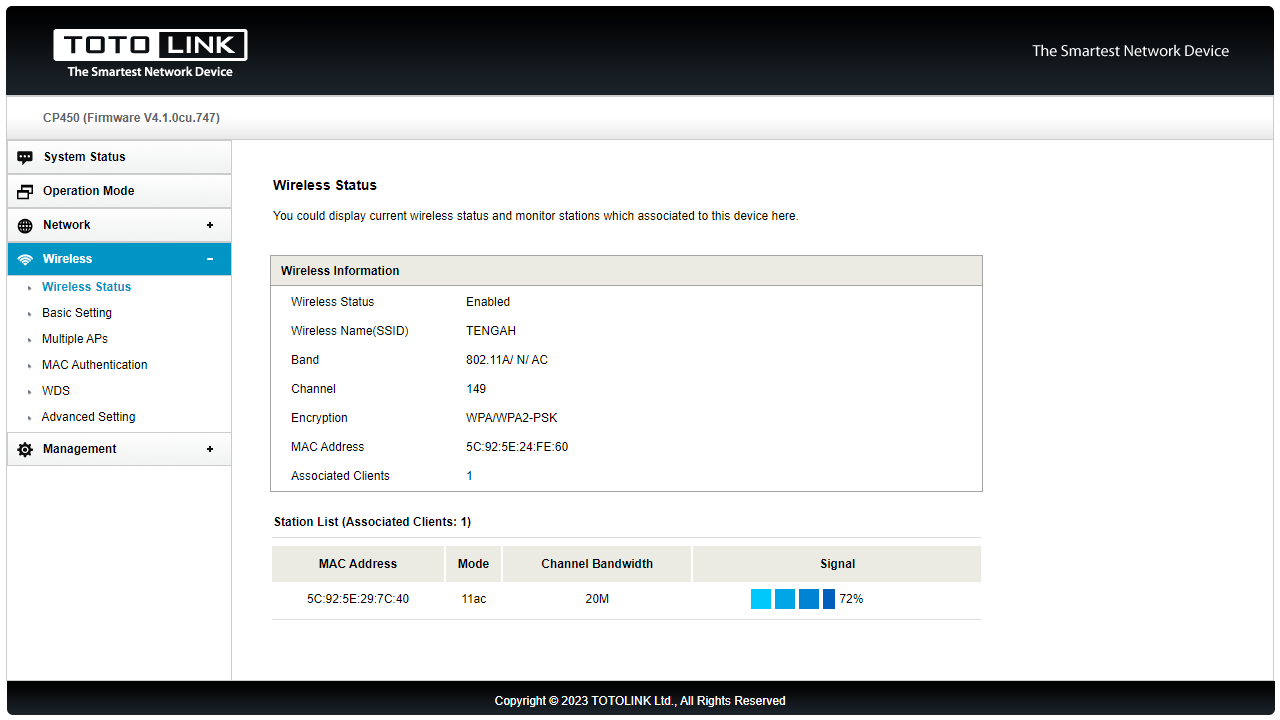 TOTO LINK
The Smartest Network Device
The Smartest Network Device
CP450 (Firmware V4.1.0cu.747)
System Status
Operation Mode
Network +
Wireless −
Wireless Status
Basic Setting
Multiple APs
MAC Authentication
WDS
Advanced Setting
Management +
Wireless Status
You could display current wireless status and monitor stations which associated to this device here.
Wireless Information
Wireless Status Enabled
Wireless Name(SSID) TENGAH
Band 802.11A/ N/ AC
Channel 149
Encryption WPA/WPA2-PSK
MAC Address 5C:92:5E:24:FE:60
Associated Clients 1
Station List (Associated Clients: 1)
MAC Address Mode Channel Bandwidth Signal
5C:92:5E:29:7C:40 11ac 20M 72%
Copyright © 2023 TOTOLINK Ltd., All Rights Reserved